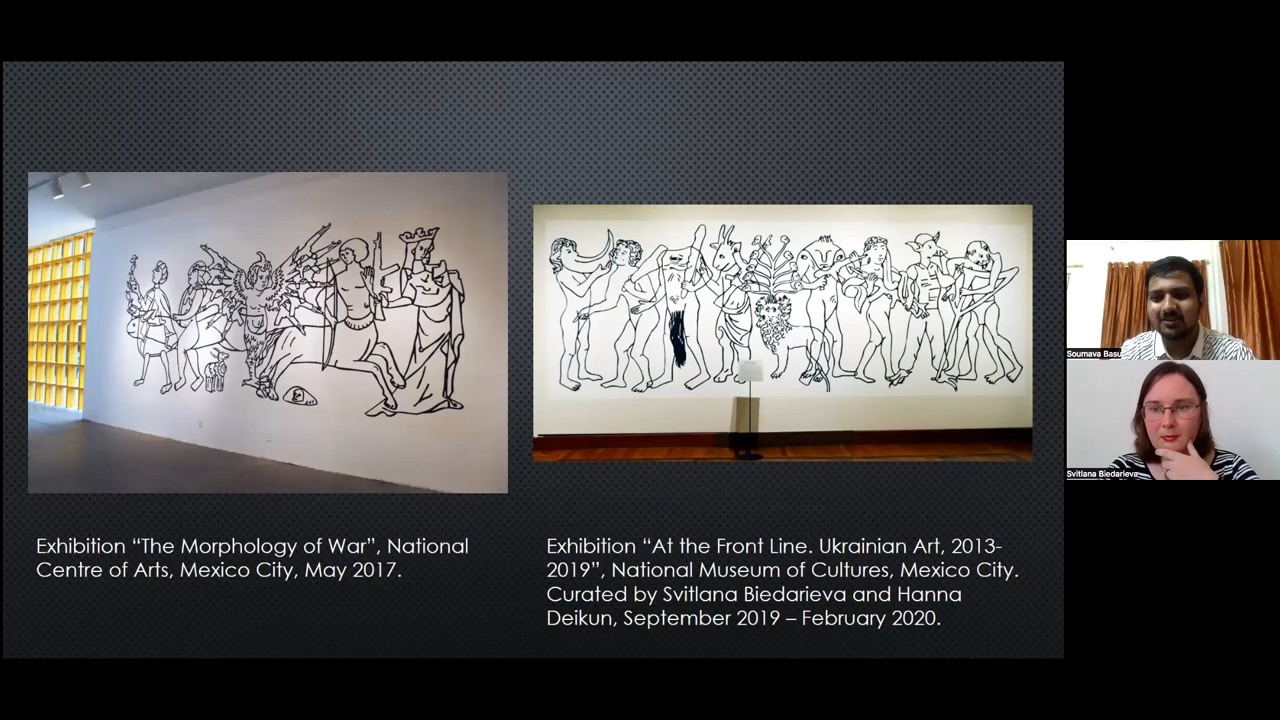 Exhibition “The Morphology of War”, National
Centre of Arts, Mexico City, May 2017.
Exhibition “At the Front Line. Ukrainian Art, 2013-
2019”, National Museum of Cultures, Mexico City.
Curated by Svitlana Biedarieva and Hanna
Deikun, September 2019 – February 2020.
Soumava Basu
Svitlana Biedarieva